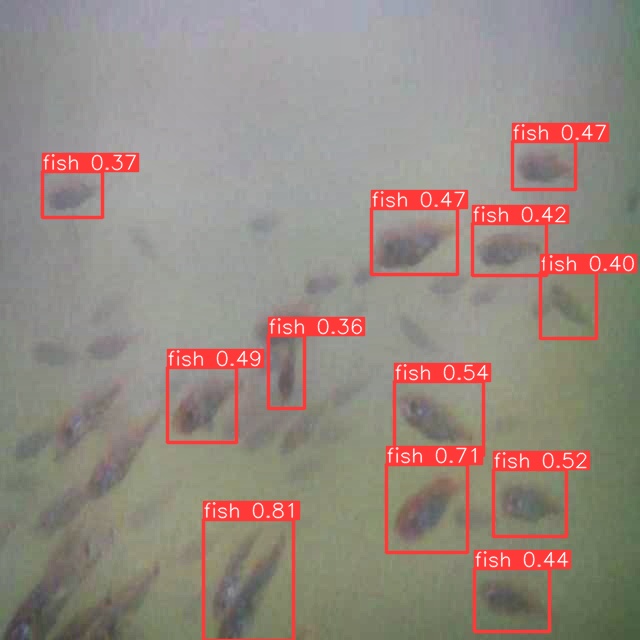 fish 0.47
fish 0.37
fish 0.47
fish 0.42
fish 0.40
fish 0.36
fish 0.49
fish 0.54
fish 0.71
fish 0.52
fish 0.81
fish 0.44